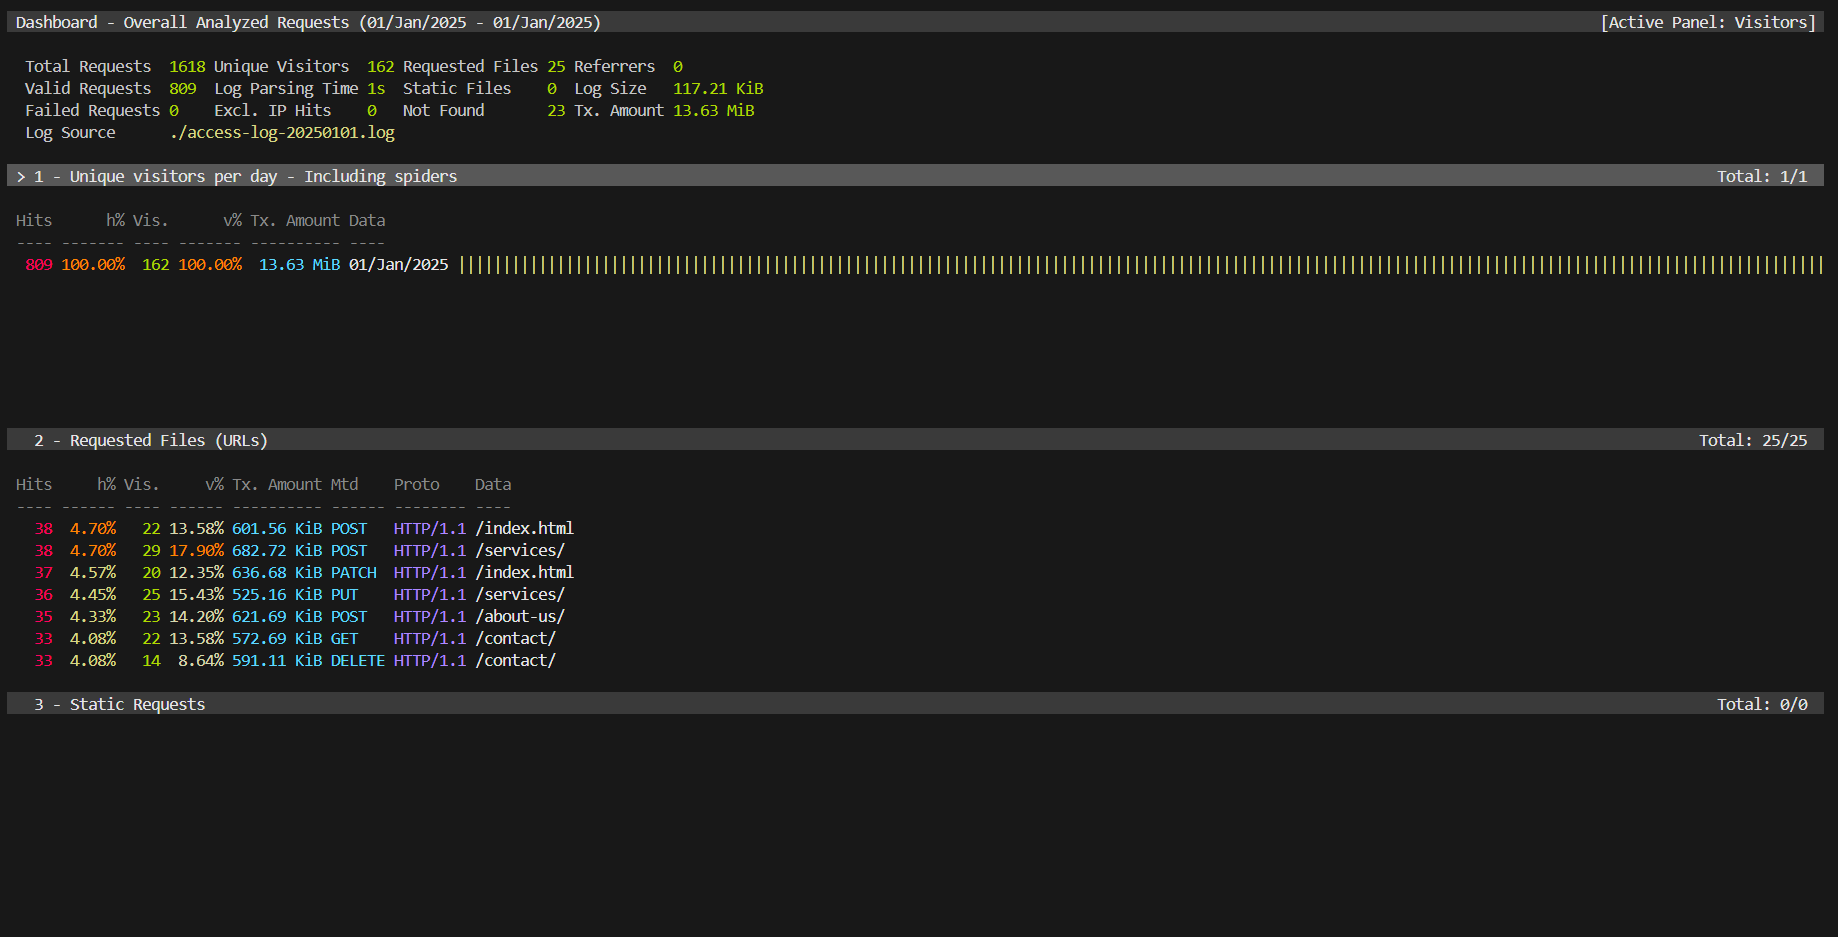 Dashboard - Overall Analyzed Requests (01/Jan/2025 - 01/Jan/2025) [Active Panel: Visitors]
Total Requests 1618 Unique Visitors 162 Requested Files 25 Referrers 0
Valid Requests 809 Log Parsing Time 1s Static Files 0 Log Size 117.21 KiB
Failed Requests 0 Excl. IP Hits 0 Not Found 23 Tx. Amount 13.63 MiB
Log Source ./access-log-20250101.log
> 1 - Unique visitors per day - Including spiders Total: 1/1
Hits h% Vis. v% Tx. Amount Data
---- ------- ---- ------- ---------- ----
809 100.00% 162 100.00% 13.63 MiB 01/Jan/2025
2 - Requested Files (URLs) Total: 25/25
Hits h% Vis. v% Tx. Amount Mtd Proto Data
---- ------ ---- ------ ---------- ------ -------- ----
38 4.70% 22 13.58% 601.56 KiB POST HTTP/1.1 /index.html
38 4.70% 29 17.90% 682.72 KiB POST HTTP/1.1 /services/
37 4.57% 20 12.35% 636.68 KiB PATCH HTTP/1.1 /index.html
36 4.45% 25 15.43% 525.16 KiB PUT HTTP/1.1 /services/
35 4.33% 23 14.20% 621.69 KiB POST HTTP/1.1 /about-us/
33 4.08% 22 13.58% 572.69 KiB GET HTTP/1.1 /contact/
33 4.08% 14 8.64% 591.11 KiB DELETE HTTP/1.1 /contact/
3 - Static Requests Total: 0/0